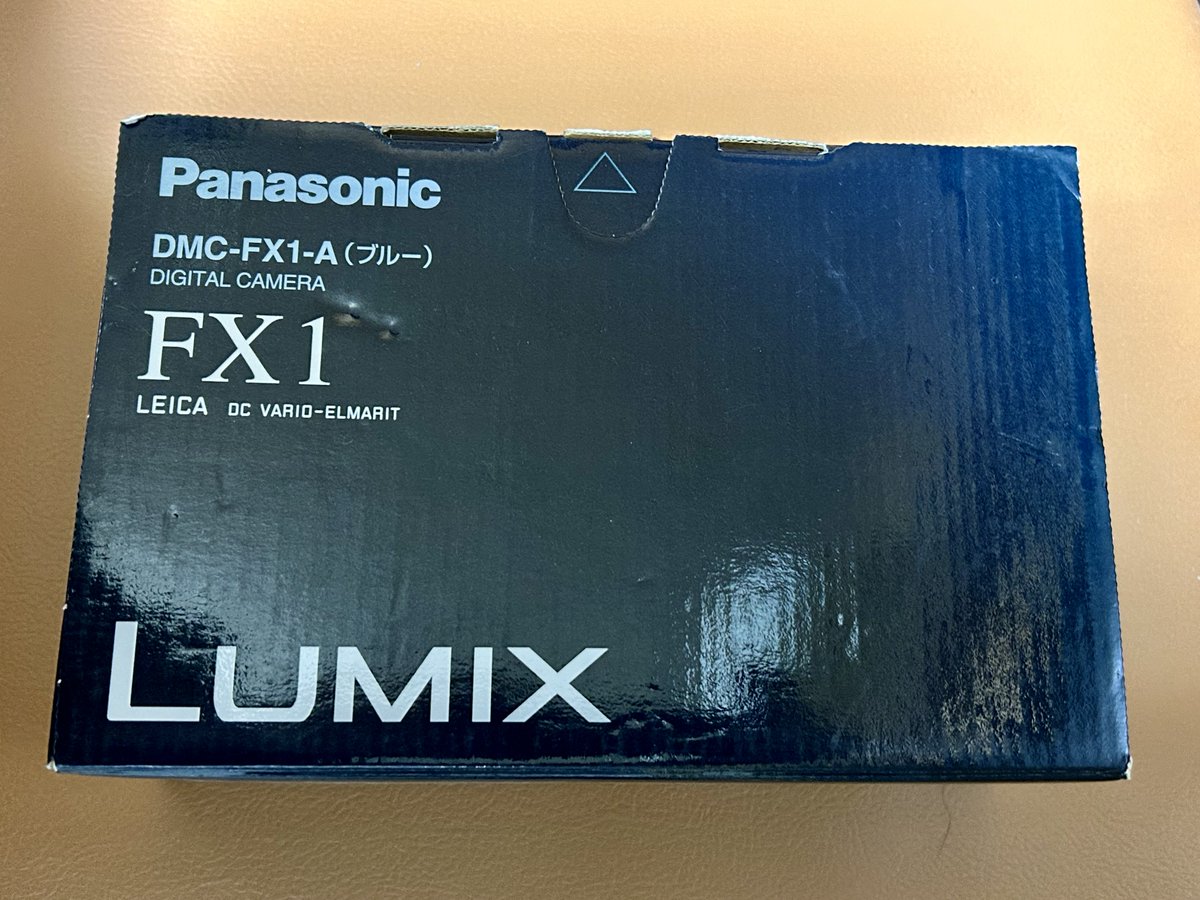 Panasonic
DMC-FX1-A（ブルー）
DIGITAL CAMERA
FX1
LEICA DC VARIO-ELMARIT
LUMIX